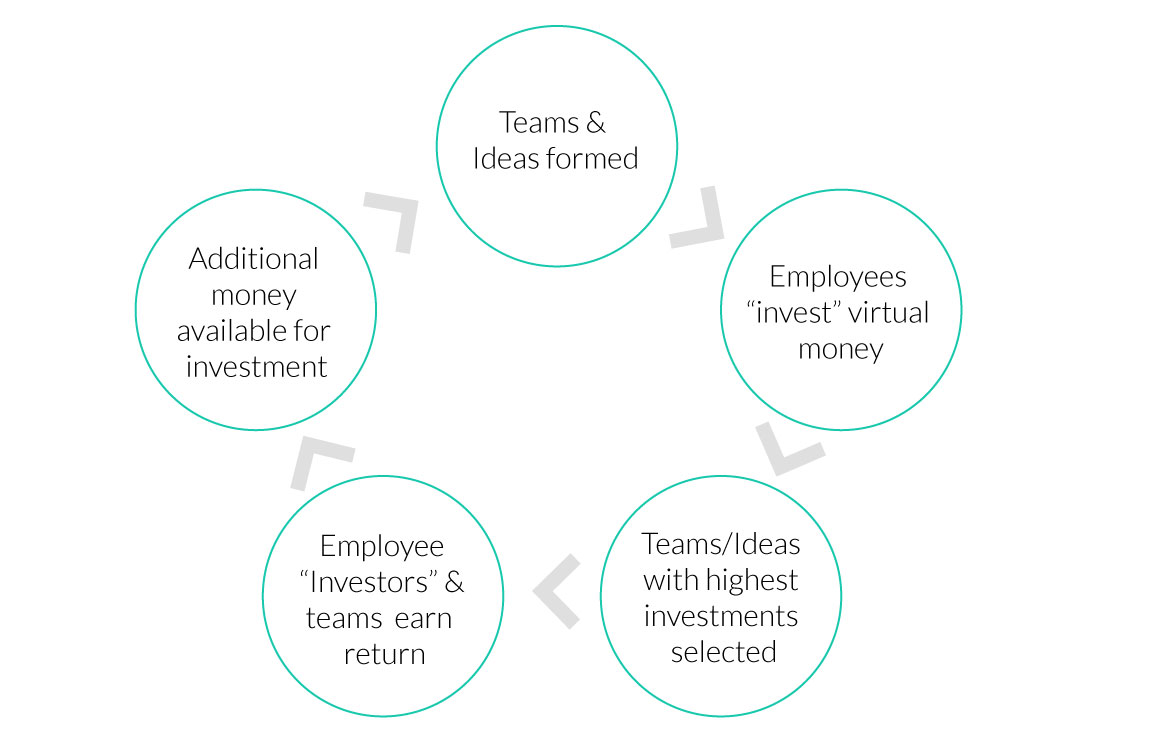 Teams &
Ideas formed
Employees
“invest” virtual
money
Teams/Ideas
with highest
investments
selected
Employee
“Investors” &
teams earn
return
Additional
money
available for
investment